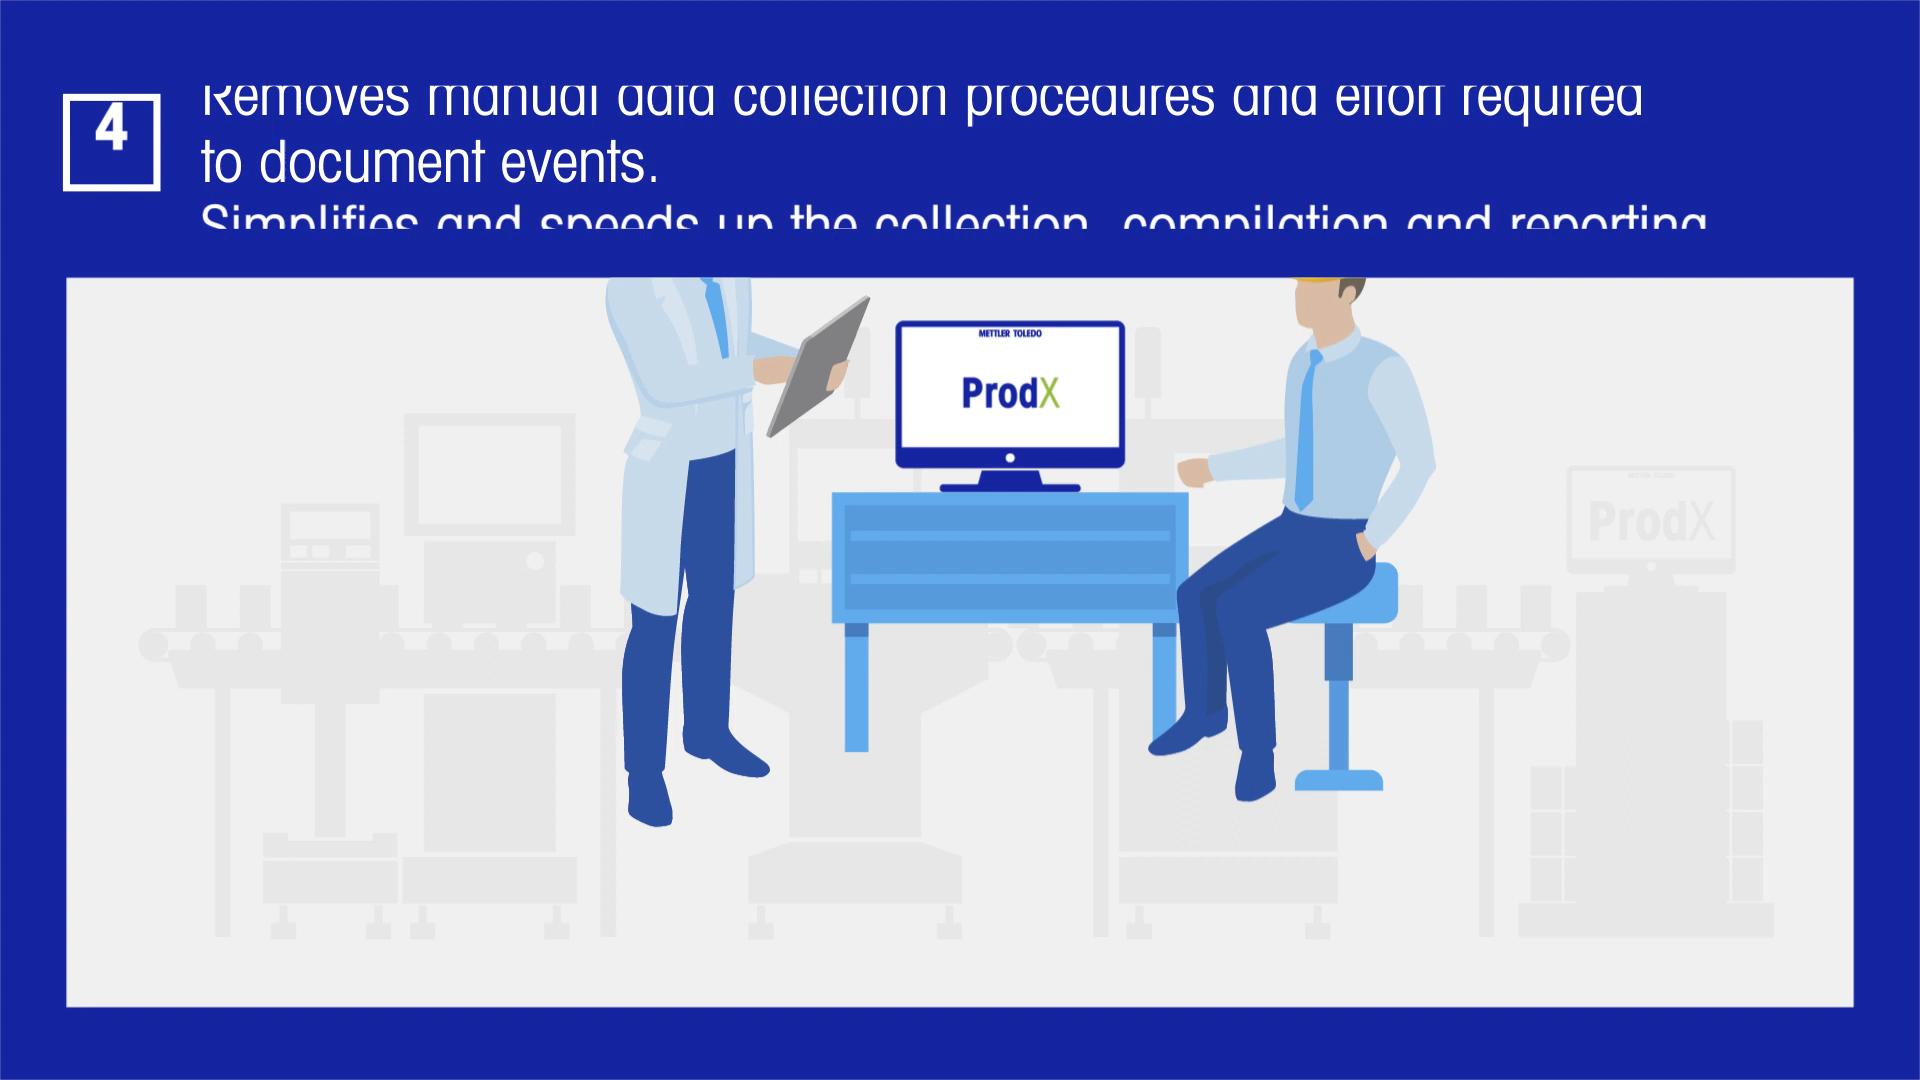 4
Removes manual data collection procedures and effort required
to document events.
Simplifies and speeds up the collection, compilation and reporting
METTLER TOLEDO
ProdX
ProdX